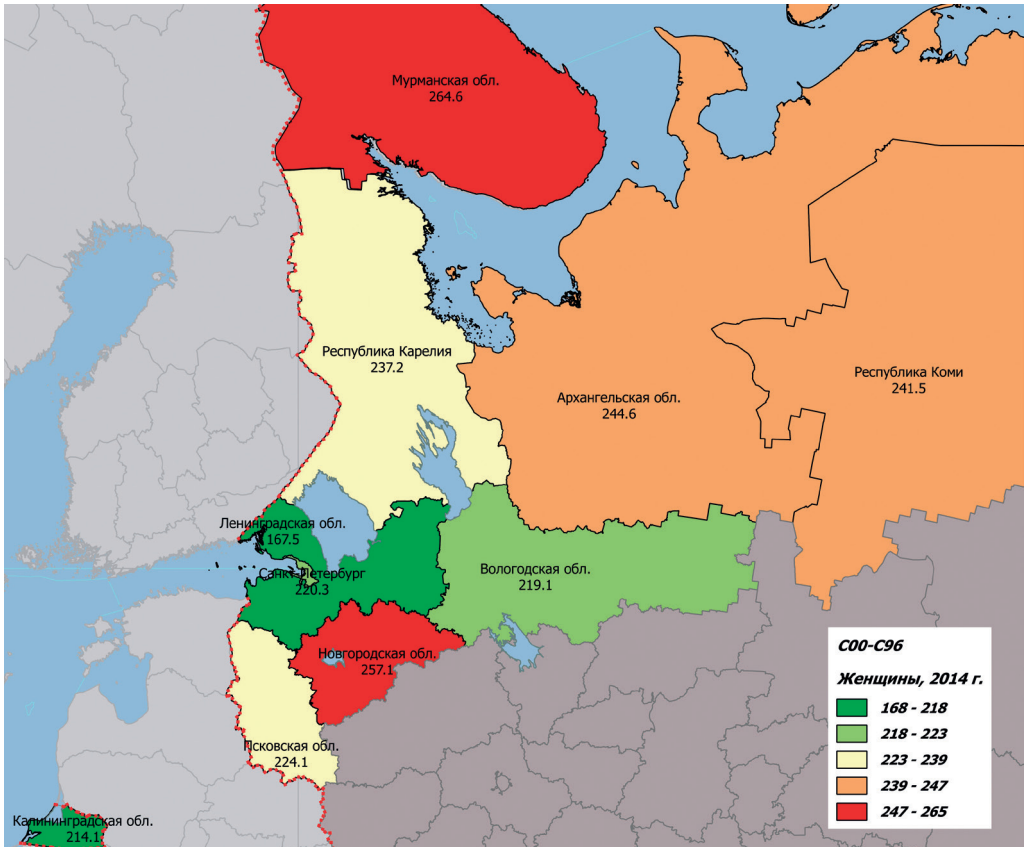 Мурманская обл.
264.6
Республика Карелия
237.2
Республика Коми
241.5
Архангельская обл.
244.6
Ленинградская обл.
167.5
Санкт-Петербург
220.3
Вологодская обл.
219.1
Новгородская обл.
257.1
Псковская обл.
224.1
Калининградская обл.
214.1
C00-C96
Женщины, 2014 г.
168 - 218
218 - 223
223 - 239
239 - 247
247 - 265